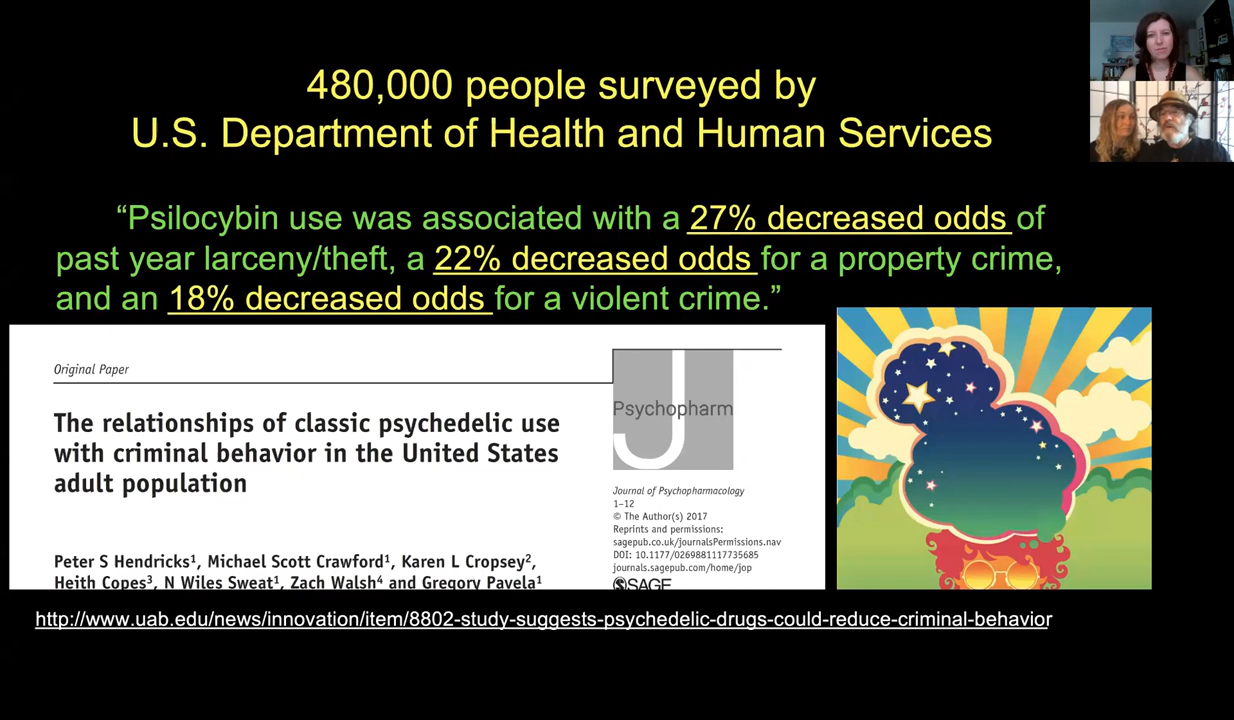 480,000 people surveyed by
U.S. Department of Health and Human Services
“Psilocybin use was associated with a 27% decreased odds of
past year larceny/theft, a 22% decreased odds for a property crime,
and an 18% decreased odds for a violent crime.”
Original Paper
The relationships of classic psychedelic use
with criminal behavior in the United States
adult population
Peter S Hendricks¹, Michael Scott Crawford¹, Karen L Cropsey²,
Heith Copes³, N Wiles Sweat¹, Zach Walsh⁴ and Gregory Pavela¹
J
Psychopharm
Journal of Psychopharmacology
1–12
© The Author(s) 2017
Reprints and permissions:
sagepub.co.uk/journalsPermissions.nav
DOI: 10.1177/0269881117735685
journals.sagepub.com/home/jop
SAGE
http://www.uab.edu/news/innovation/item/8802-study-suggests-psychedelic-drugs-could-reduce-criminal-behavior